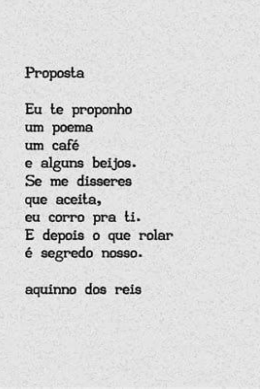 Proposta
Eu te proponho
um poema
um café
e alguns beijos.
Se me disseres
que aceita,
eu corro pra ti.
E depois o que rolar
é segredo nosso.
aquinno dos reis